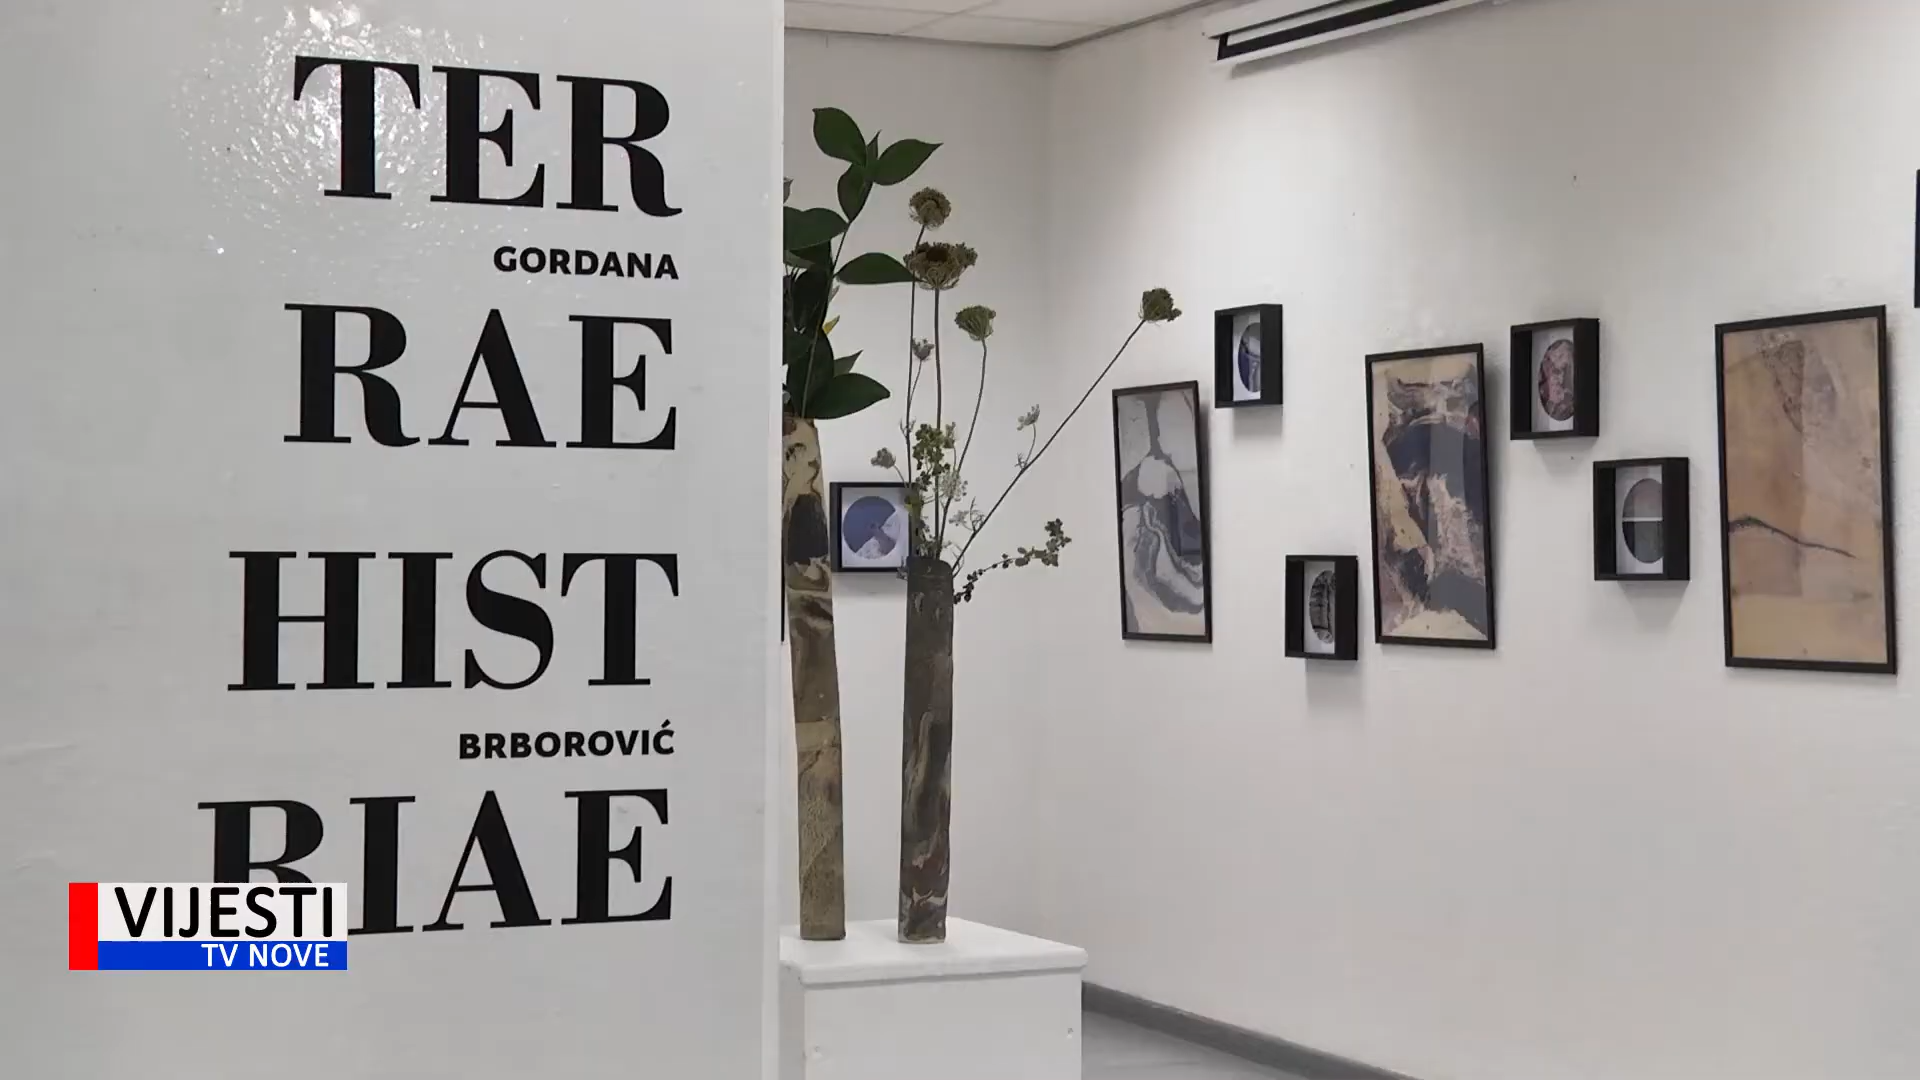 TER
GORDANA
RAE
HIST
BRBOROVIĆ
RIAE
VIJESTI
TV NOVE